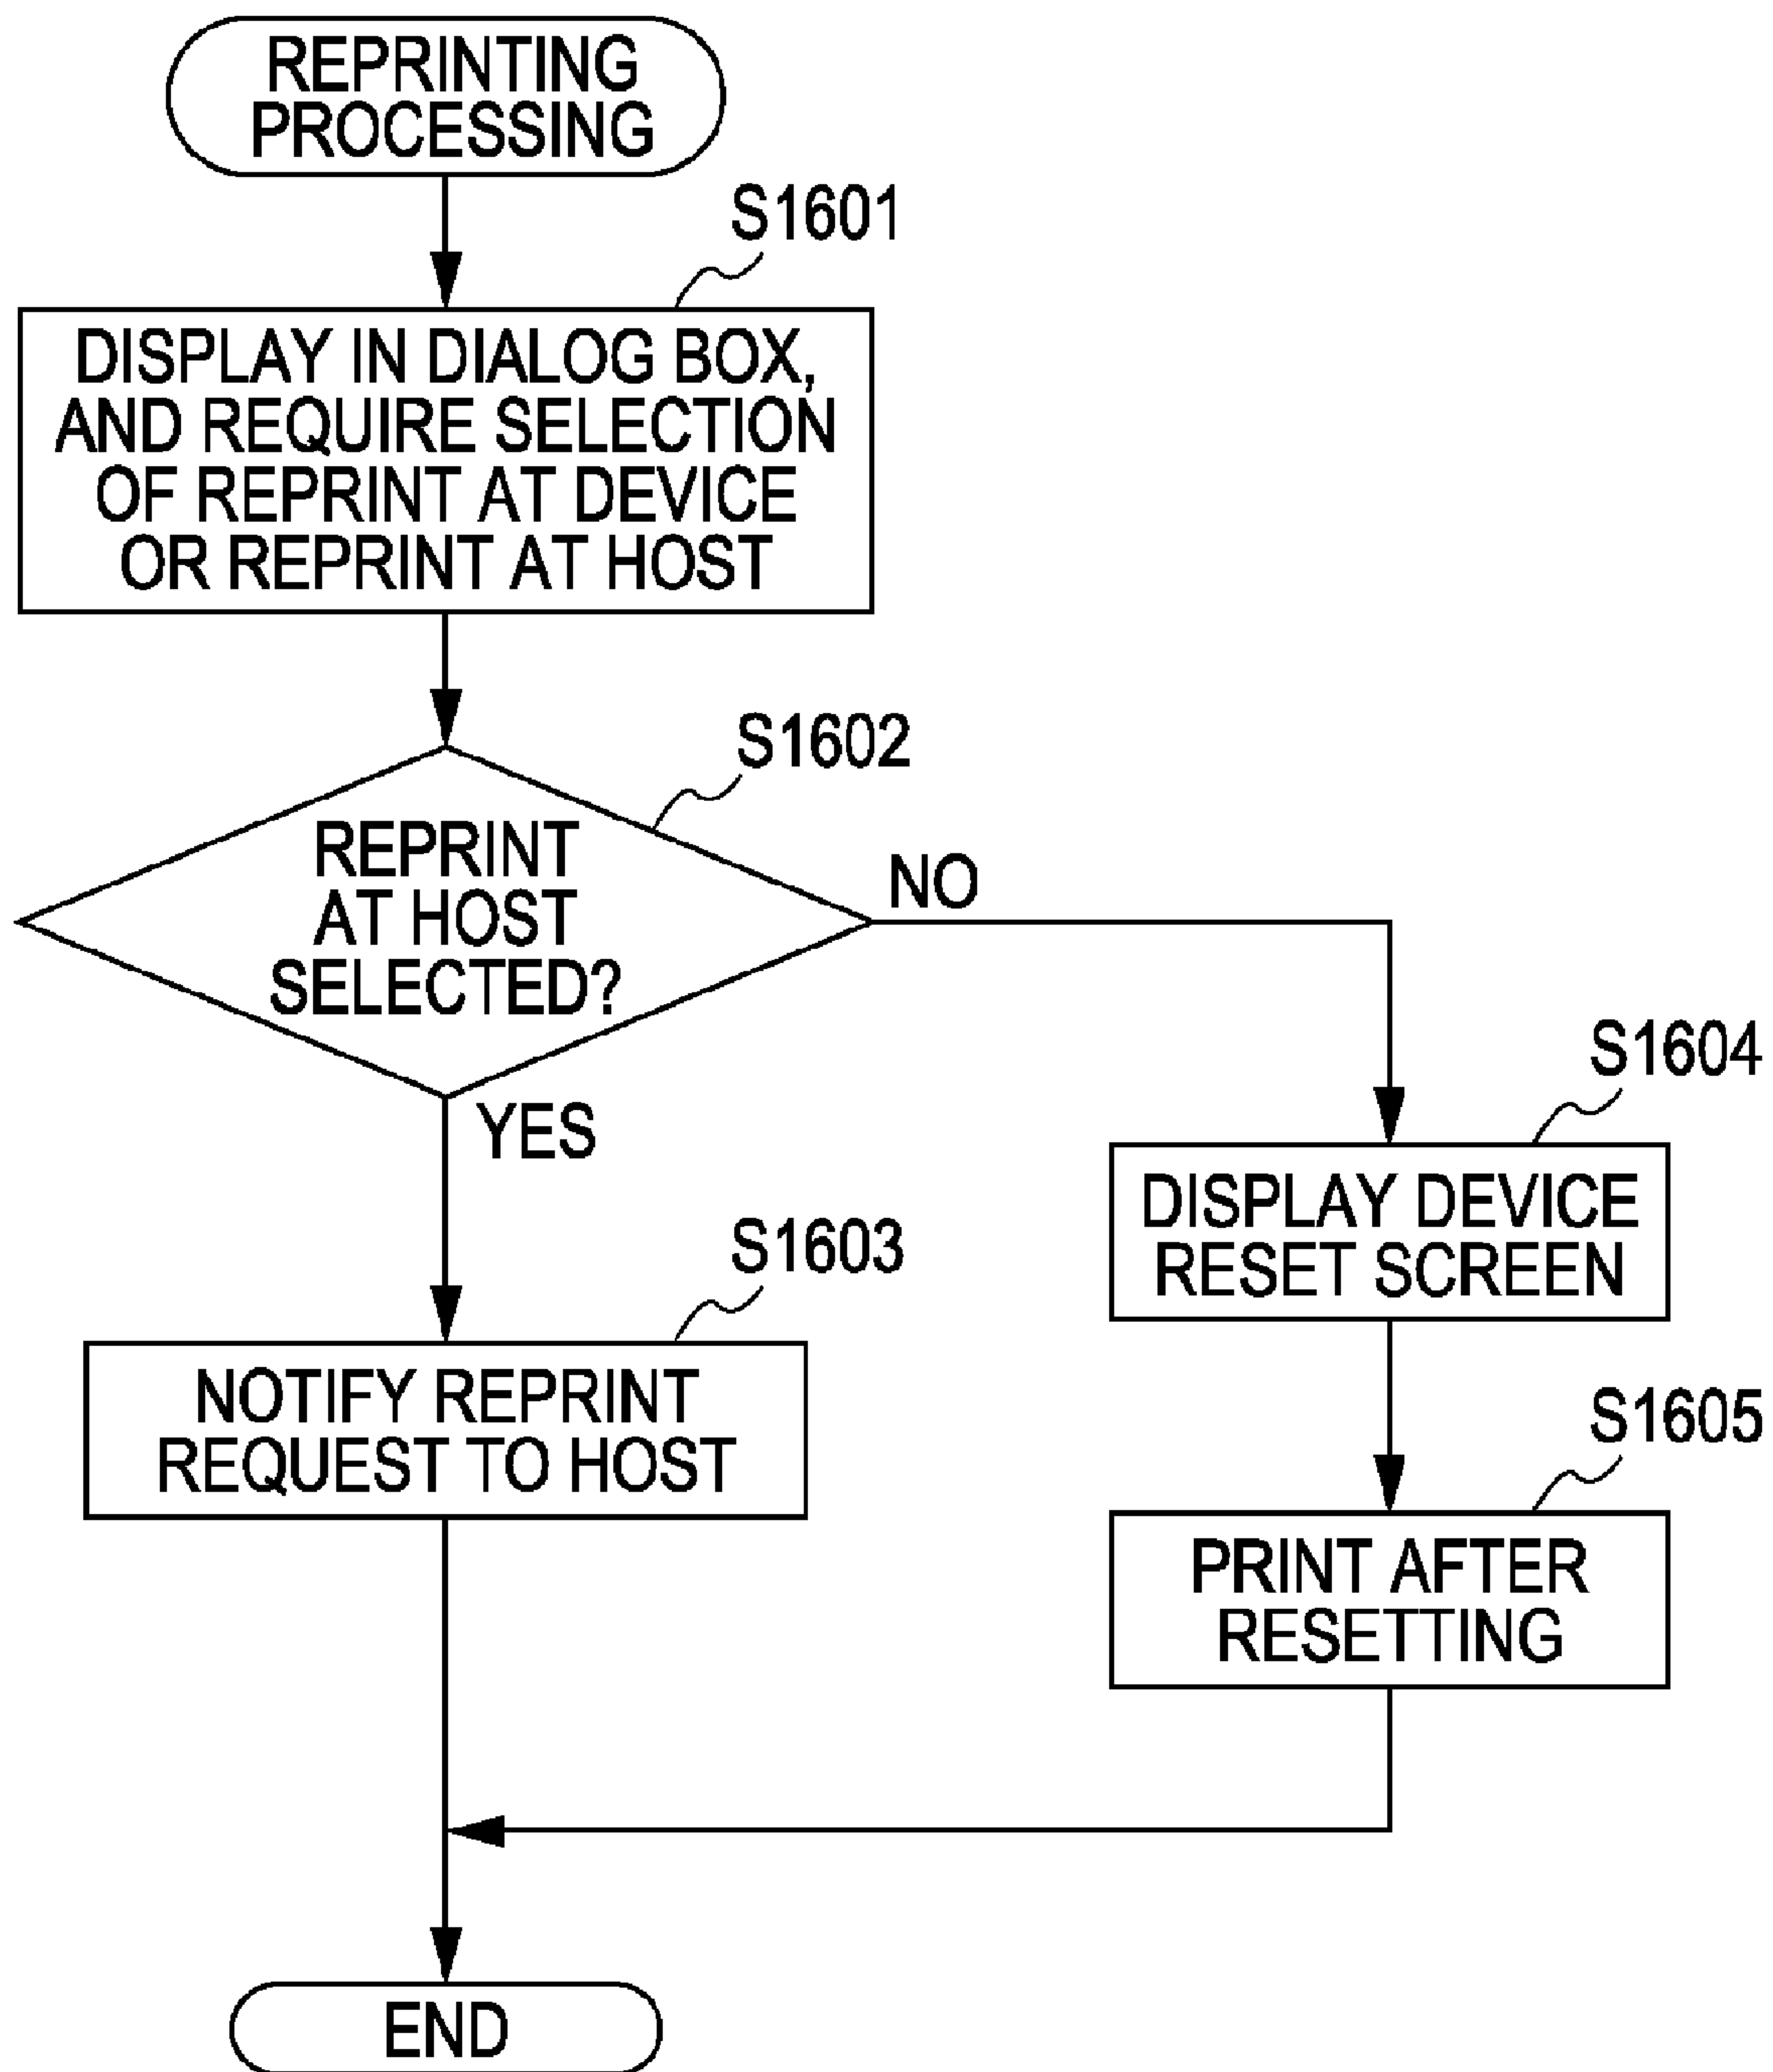 REPRINTING
PROCESSING
S1601
DISPLAY IN DIALOG BOX,
AND REQUIRE SELECTION
OF REPRINT AT DEVICE
OR REPRINT AT HOST
S1602
REPRINT
AT HOST
SELECTED?
NO
YES
S1604
DISPLAY DEVICE
RESET SCREEN
S1603
NOTIFY REPRINT
REQUEST TO HOST
S1605
PRINT AFTER
RESETTING
END